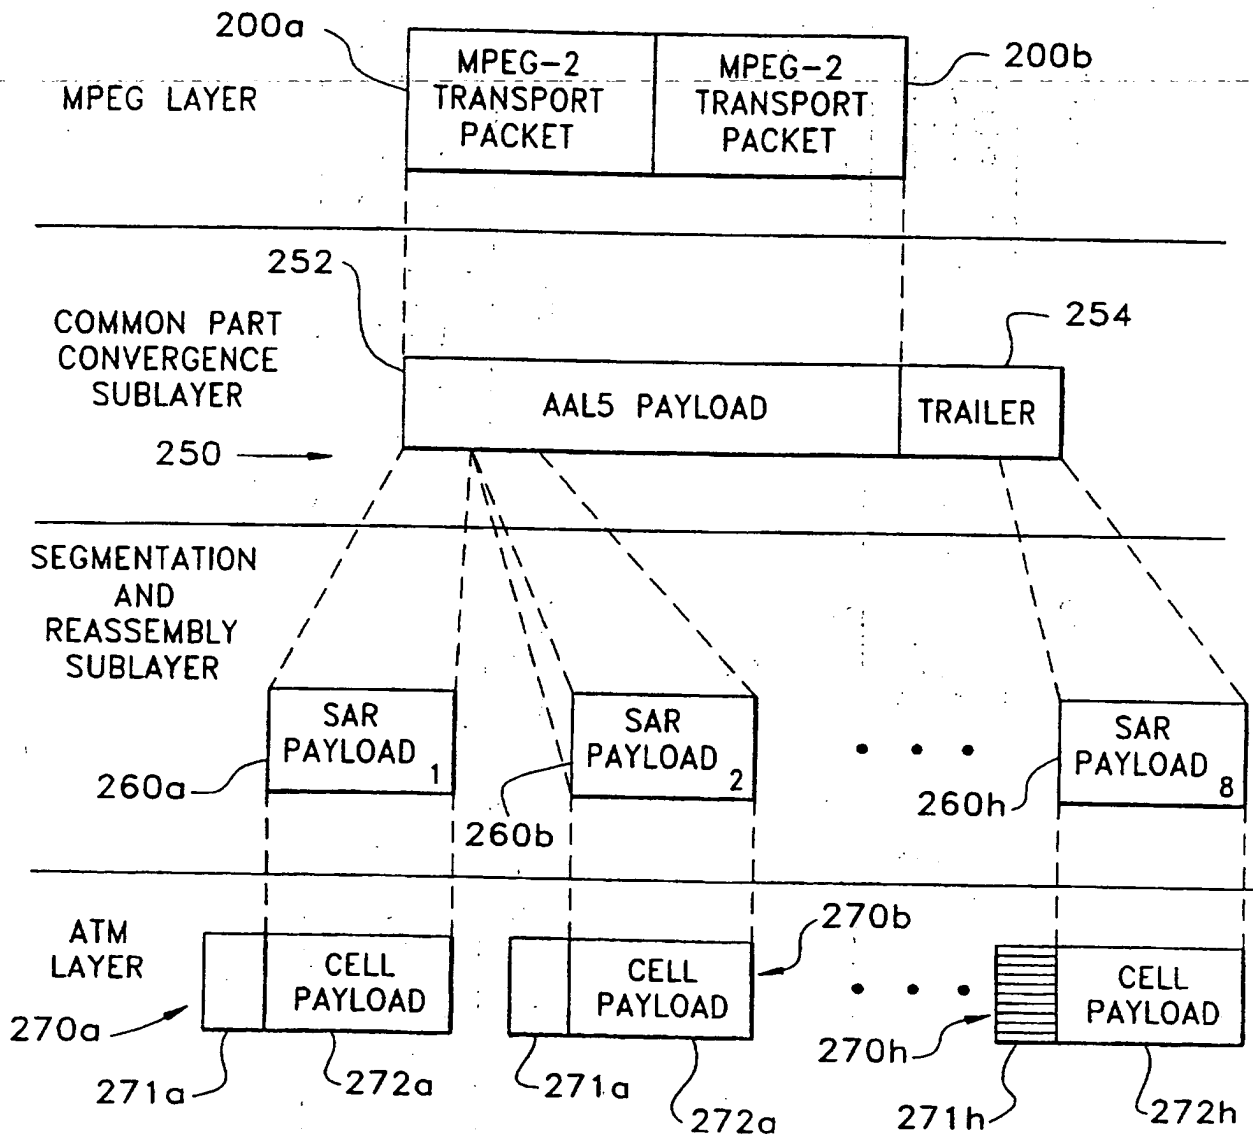 200a
MPEG-2
TRANSPORT
PACKET
MPEG-2
TRANSPORT
PACKET
200b
MPEG LAYER
252
COMMON PART
CONVERGENCE
SUBLAYER
254
AAL5 PAYLOAD
TRAILER
250
SEGMENTATION
AND
REASSEMBLY
SUBLAYER
SAR
PAYLOAD 1
SAR
PAYLOAD 2
SAR
PAYLOAD 8
260a
260b
260h
ATM
LAYER
CELL
PAYLOAD
CELL
PAYLOAD
270b
CELL
PAYLOAD
270a
270h
271a
272a
271a
272a
271h
272h